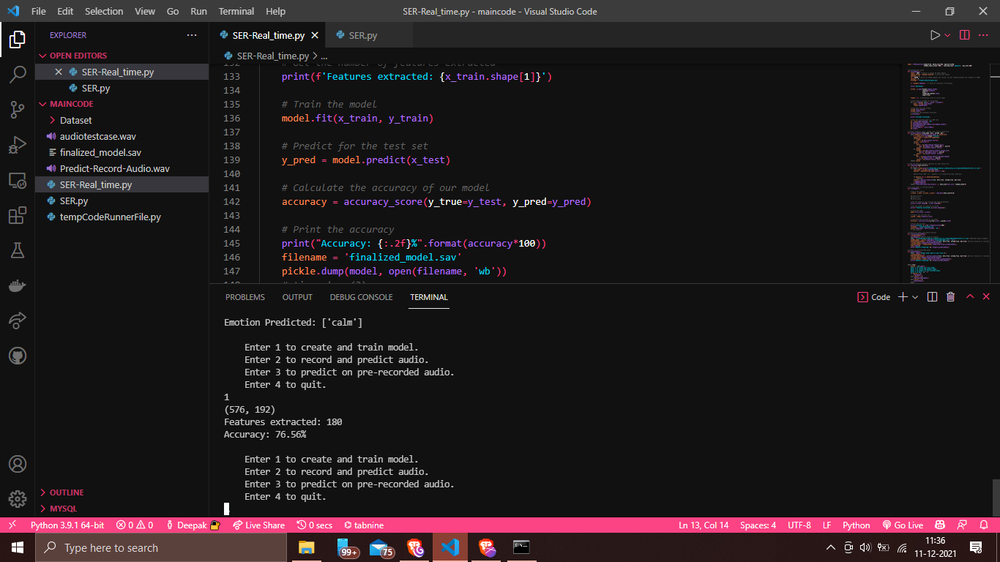 File Edit Selection View Go Run Terminal Help
SER-Real_time.py - maincode - Visual Studio Code
EXPLORER
OPEN EDITORS
SER-Real_time.py
SER.py
MAINCODE
Dataset
audiotestcase.wav
finalized_model.sav
Predict-Record-Audio.wav
SER-Real_time.py
SER.py
tempCodeRunnerFile.py
OUTLINE
MYSQL
SER-Real_time.py
SER.py
SER-Real_time.py > ...
132 # Get the number of features extracted
133 print(f'Features extracted: {x_train.shape[1]}')
134
135 # Train the model
136 model.fit(x_train, y_train)
137
138 # Predict for the test set
139 y_pred = model.predict(x_test)
140
141 # Calculate the accuracy of our model
142 accuracy = accuracy_score(y_true=y_test, y_pred=y_pred)
143
144 # Print the accuracy
145 print("Accuracy: {:.2f}%".format(accuracy*100))
146 filename = 'finalized_model.sav'
147 pickle.dump(model, open(filename, 'wb'))
PROBLEMS OUTPUT DEBUG CONSOLE TERMINAL
Code
Emotion Predicted: ['calm']
Enter 1 to create and train model.
Enter 2 to record and predict audio.
Enter 3 to predict on pre-recorded audio.
Enter 4 to quit.
1
(576, 192)
Features extracted: 180
Accuracy: 76.56%
Enter 1 to create and train model.
Enter 2 to record and predict audio.
Enter 3 to predict on pre-recorded audio.
Enter 4 to quit.
Python 3.9.1 64-bit 0 0 Deepak Live Share 0 secs tabnine
Ln 13, Col 14 Spaces: 4 UTF-8 LF Python Go Live
Type here to search
99+
75
11:36
11-12-2021